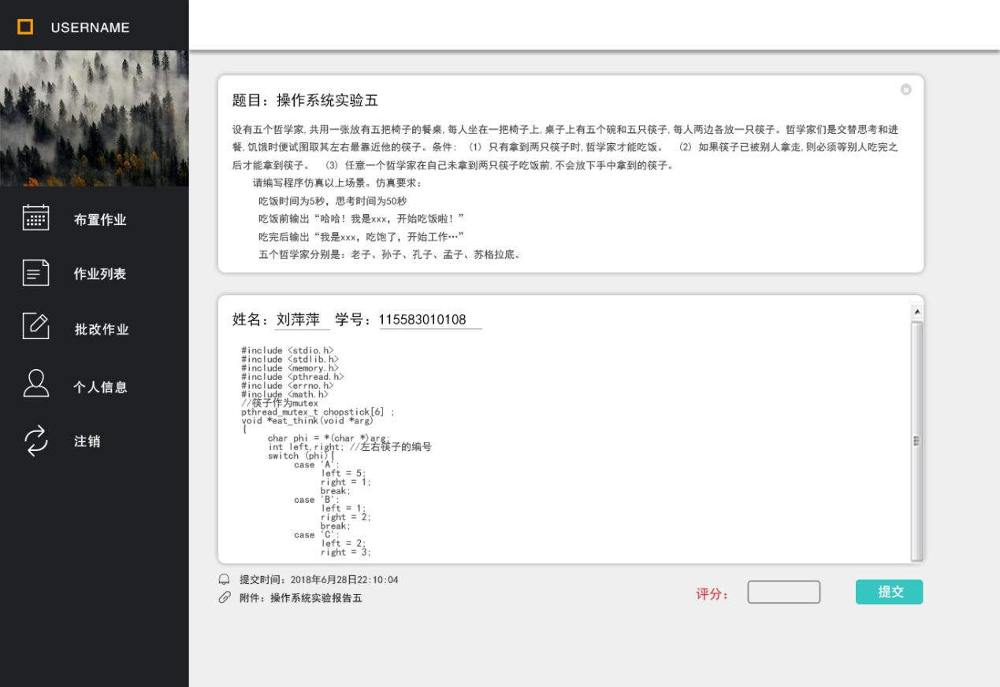 USERNAME
布置作业
作业列表
批改作业
个人信息
注销
题目：操作系统实验五
设有五个哲学家,共用一张放有五把椅子的餐桌,每人坐在一把椅子上,桌子上有五个碗和五只筷子,每人两边各放一只筷子。哲学家们是交替思考和进
餐,饥饿时便试图取其左右最靠近他的筷子。条件: （1）只有拿到两只筷子时,哲学家才能吃饭。 （2）如果筷子已被别人拿走,则必须等别人吃完之
后才能拿到筷子。 （3）任意一个哲学家在自己未拿到两只筷子吃饭前,不会放下手中拿到的筷子。
请编写程序仿真以上场景。仿真要求：
吃饭时间为5秒，思考时间为50秒
吃饭前输出“哈哈！我是xxx，开始吃饭啦！”
吃完后输出“我是xxx，吃饱了，开始工作…”
五个哲学家分别是：老子、孙子、孔子、孟子、苏格拉底。
姓名：刘萍萍 学号：115583010108
#include <stdio.h>
#include <stdlib.h>
#include <memory.h>
#include <pthread.h>
#include <errno.h>
#include <math.h>
//筷子作为mutex
pthread_mutex_t chopstick[6] ;
void *eat_think(void *arg)
{
char phi = *(char *)arg;
int left,right; //左右筷子的编号
switch (phi){
case 'A':
left = 5;
right = 1;
break;
case 'B':
left = 1;
right = 2;
break;
case 'C':
left = 2;
right = 3;
提交时间：2018年6月28日22:10:04
附件：操作系统实验报告五
评分：
提交